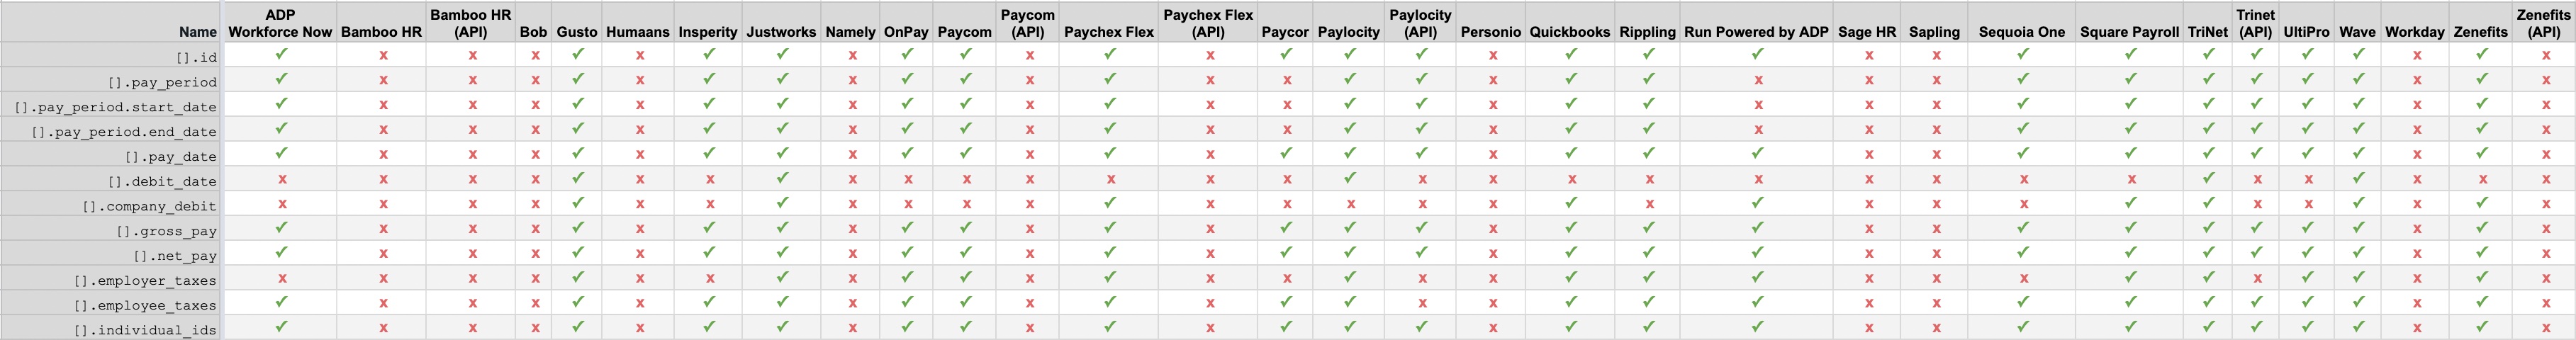 Name ADP Workforce Now Bamboo HR Bamboo HR (API) Bob Gusto Humaans Insperity Justworks Namely OnPay Paycom Paycom (API) Paychex Flex Paychex Flex (API) Paycor Paylocity Paylocity (API) Personio Quickbooks Rippling Run Powered by ADP Sage HR Sapling Sequoia One Square Payroll TriNet Trinet (API) UltiPro Wave Workday Zenefits Zenefits (API)
[].id ✓ x x x ✓ x ✓ ✓ x ✓ ✓ x ✓ x ✓ ✓ ✓ x ✓ ✓ ✓ x x ✓ ✓ ✓ ✓ ✓ ✓ x ✓ x
[].pay_period ✓ x x x ✓ x ✓ ✓ x ✓ ✓ x ✓ x x ✓ ✓ x ✓ ✓ x x x ✓ ✓ ✓ ✓ ✓ ✓ x ✓ x
[].pay_period.start_date ✓ x x x ✓ x ✓ ✓ x ✓ ✓ x ✓ x x ✓ ✓ x ✓ ✓ x x x ✓ ✓ ✓ ✓ ✓ ✓ x ✓ x
[].pay_period.end_date ✓ x x x ✓ x ✓ ✓ x ✓ ✓ x ✓ x x ✓ ✓ x ✓ ✓ x x x ✓ ✓ ✓ ✓ ✓ ✓ x ✓ x
[].pay_date ✓ x x x ✓ x ✓ ✓ x ✓ ✓ x ✓ x ✓ ✓ ✓ x ✓ ✓ ✓ x x ✓ ✓ ✓ ✓ ✓ ✓ x ✓ x
[].debit_date x x x x ✓ x x ✓ x x x x x x x ✓ x x x x x x x x x ✓ x x ✓ x x x
[].company_debit x x x x ✓ x x ✓ x x x x ✓ x x x x x ✓ x ✓ x x x ✓ ✓ x x ✓ x ✓ x
[].gross_pay ✓ x x x ✓ x ✓ ✓ x ✓ ✓ x ✓ x ✓ ✓ ✓ x ✓ ✓ ✓ x x ✓ ✓ ✓ ✓ ✓ ✓ x ✓ x
[].net_pay ✓ x x x ✓ x ✓ ✓ x ✓ ✓ x ✓ x ✓ ✓ ✓ x ✓ ✓ ✓ x x ✓ ✓ ✓ ✓ ✓ ✓ x ✓ x
[].employer_taxes x x x x ✓ x x ✓ x ✓ ✓ x ✓ x x ✓ x x ✓ ✓ ✓ x x x ✓ ✓ x ✓ ✓ x ✓ x
[].employee_taxes ✓ x x x ✓ x ✓ ✓ x ✓ ✓ x ✓ x ✓ ✓ x x ✓ ✓ ✓ x x ✓ ✓ ✓ ✓ ✓ ✓ x ✓ x
[].individual_ids ✓ x x x ✓ x ✓ ✓ x ✓ ✓ x ✓ x ✓ ✓ ✓ x ✓ ✓ ✓ x x ✓ ✓ ✓ ✓ ✓ ✓ x ✓ x